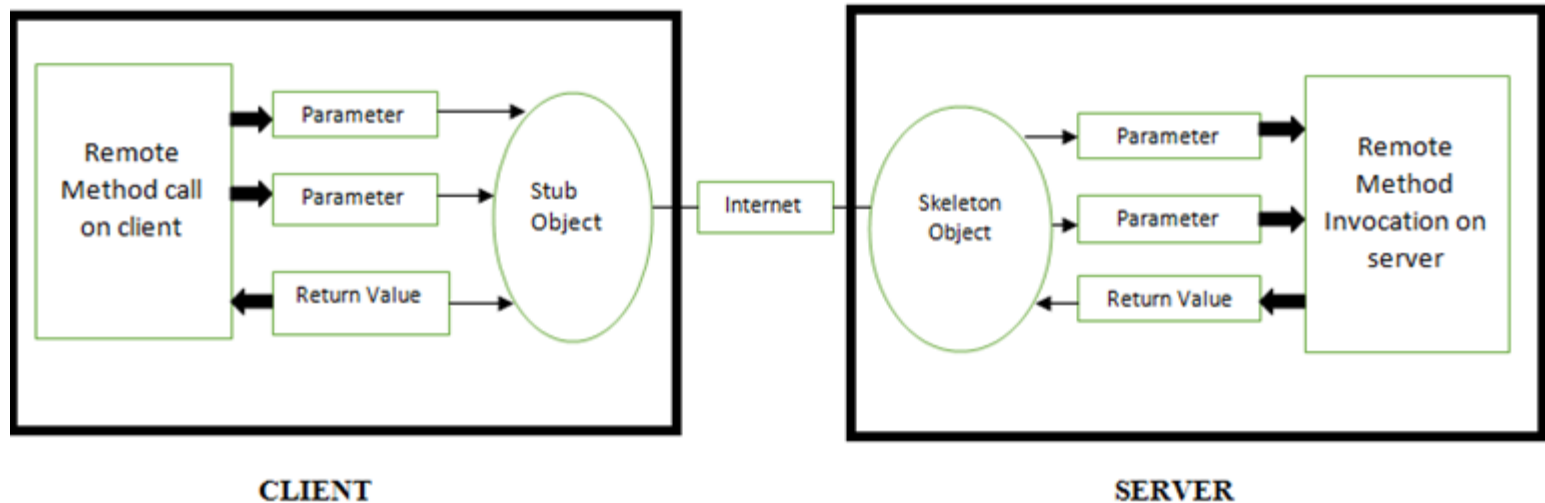 Remote
Method call
on client
Parameter
Parameter
Return Value
Stub
Object
Internet
Skeleton
Object
Parameter
Parameter
Return Value
Remote
Method
Invocation on
server
CLIENT
SERVER